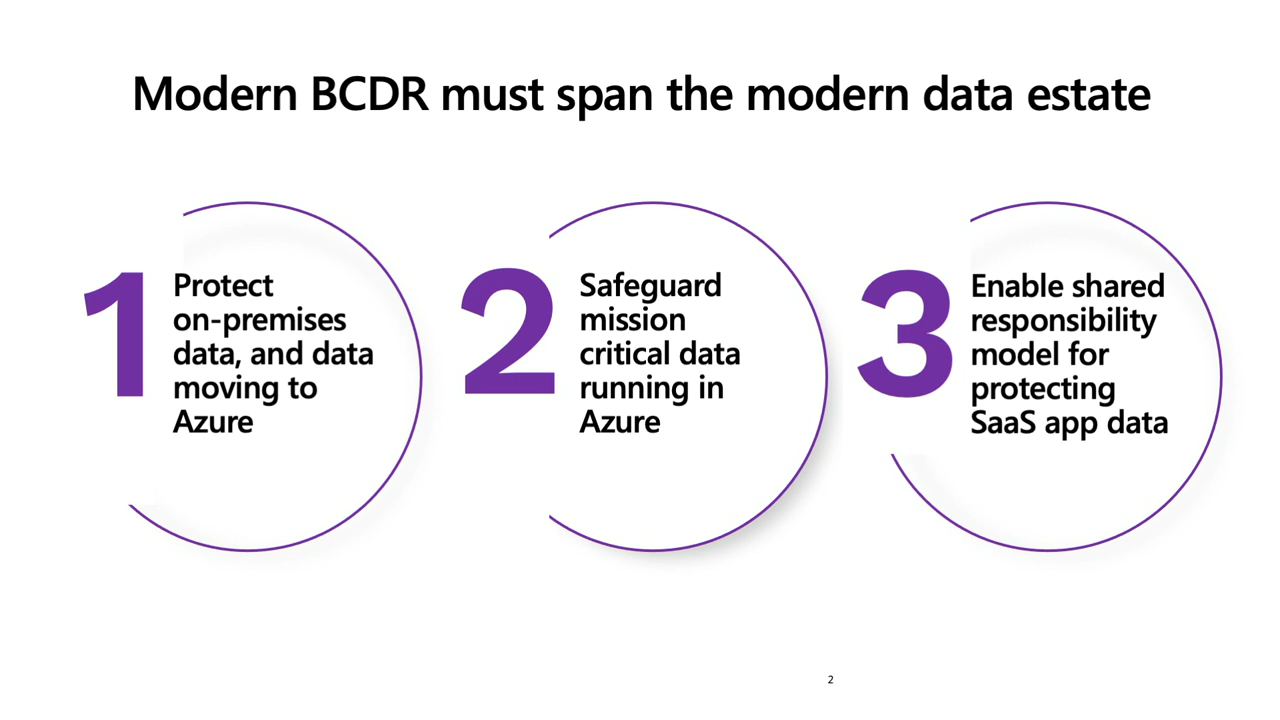 Modern BCDR must span the modern data estate
1
Protect
on-premises
data, and data
moving to
Azure
2
Safeguard
mission
critical data
running in
Azure
3
Enable shared
responsibility
model for
protecting
SaaS app data
2